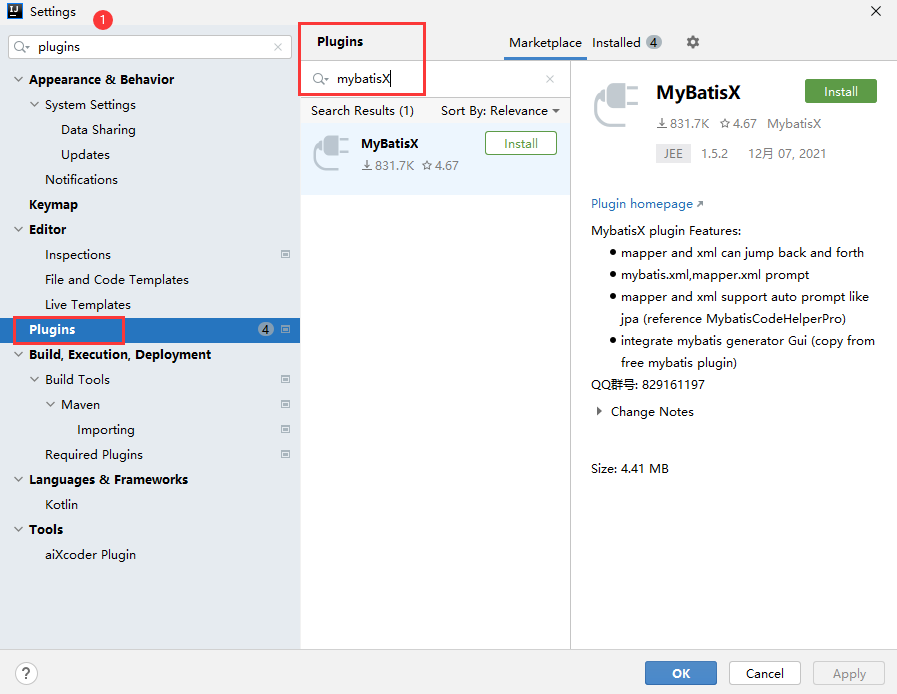 Settings
1
plugins
Appearance & Behavior
System Settings
Data Sharing
Updates
Notifications
Keymap
Editor
Inspections
File and Code Templates
Live Templates
Plugins 4
Build, Execution, Deployment
Build Tools
Maven
Importing
Required Plugins
Languages & Frameworks
Kotlin
Tools
aiXcoder Plugin
Plugins
Marketplace Installed 4
mybatisX
Search Results (1) Sort By: Relevance
MyBatisX Install
831.7K 4.67
MyBatisX Install
831.7K 4.67 MybatisX
JEE 1.5.2 12月 07, 2021
Plugin homepage
MybatisX plugin Features:
mapper and xml can jump back and forth
mybatis.xml,mapper.xml prompt
mapper and xml support auto prompt like
jpa (reference MybatisCodeHelperPro)
integrate mybatis generator Gui (copy from
free mybatis plugin)
QQ群号: 829161197
Change Notes
Size: 4.41 MB
?
OK Cancel Apply